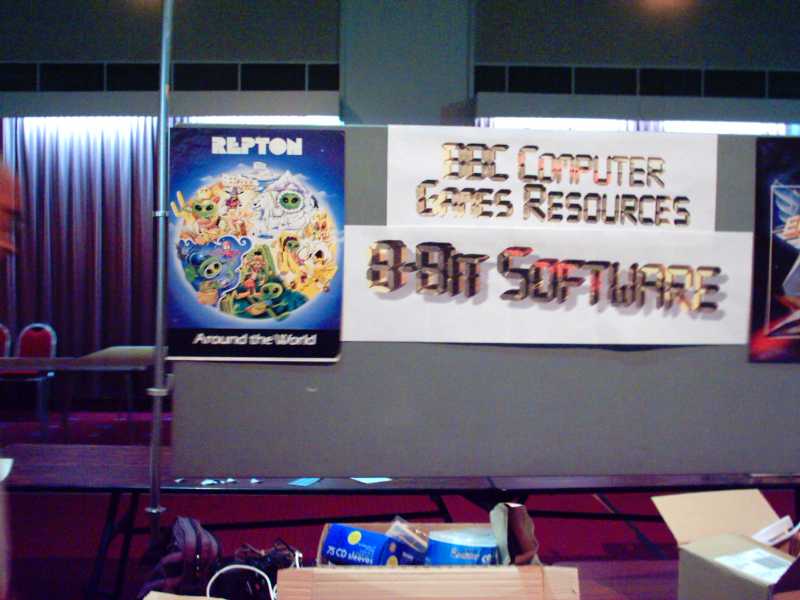 REPTON
Around the World
BBC COMPUTER
GAMES RESOURCES
8-BIT SOFTWARE
75 CD sleeves